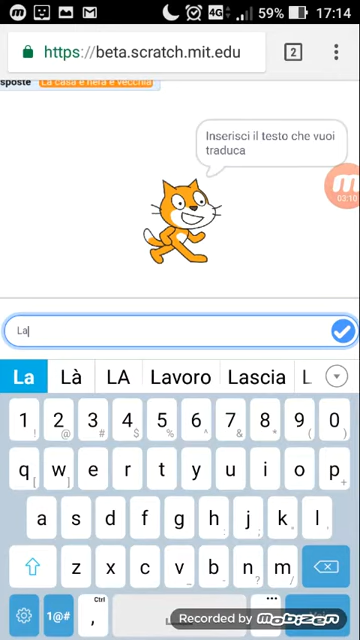 4G 59% 17:14
https://beta.scratch.mit.edu 2
sposte La casa è nera e vecchia
Inserisci il testo che vuoi
traduca
03:10
La
La Là LA Lavoro Lascia L
1 2 3 4 5 6 7 8 9 0
! @ # $ % ^ & * ( )
q w e r t y u i o p
[ ] +
a s d f g h j k l
; : ' "
z x c v b n m
- ? /
1@# , Ctrl ...
Recorded by mobizen